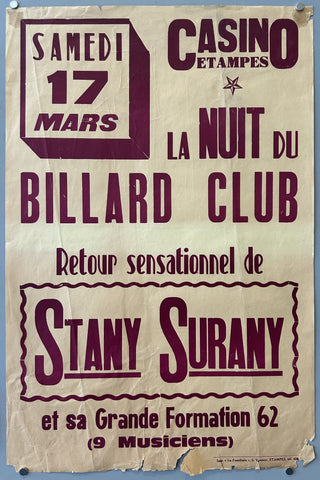 SAMEDI
17
MARS
CASINO
ETAMPES
LA NUIT DU
BILLARD CLUB
Retour sensationnel de
STANY SURANY
et sa Grande Formation 62
(9 Musiciens)